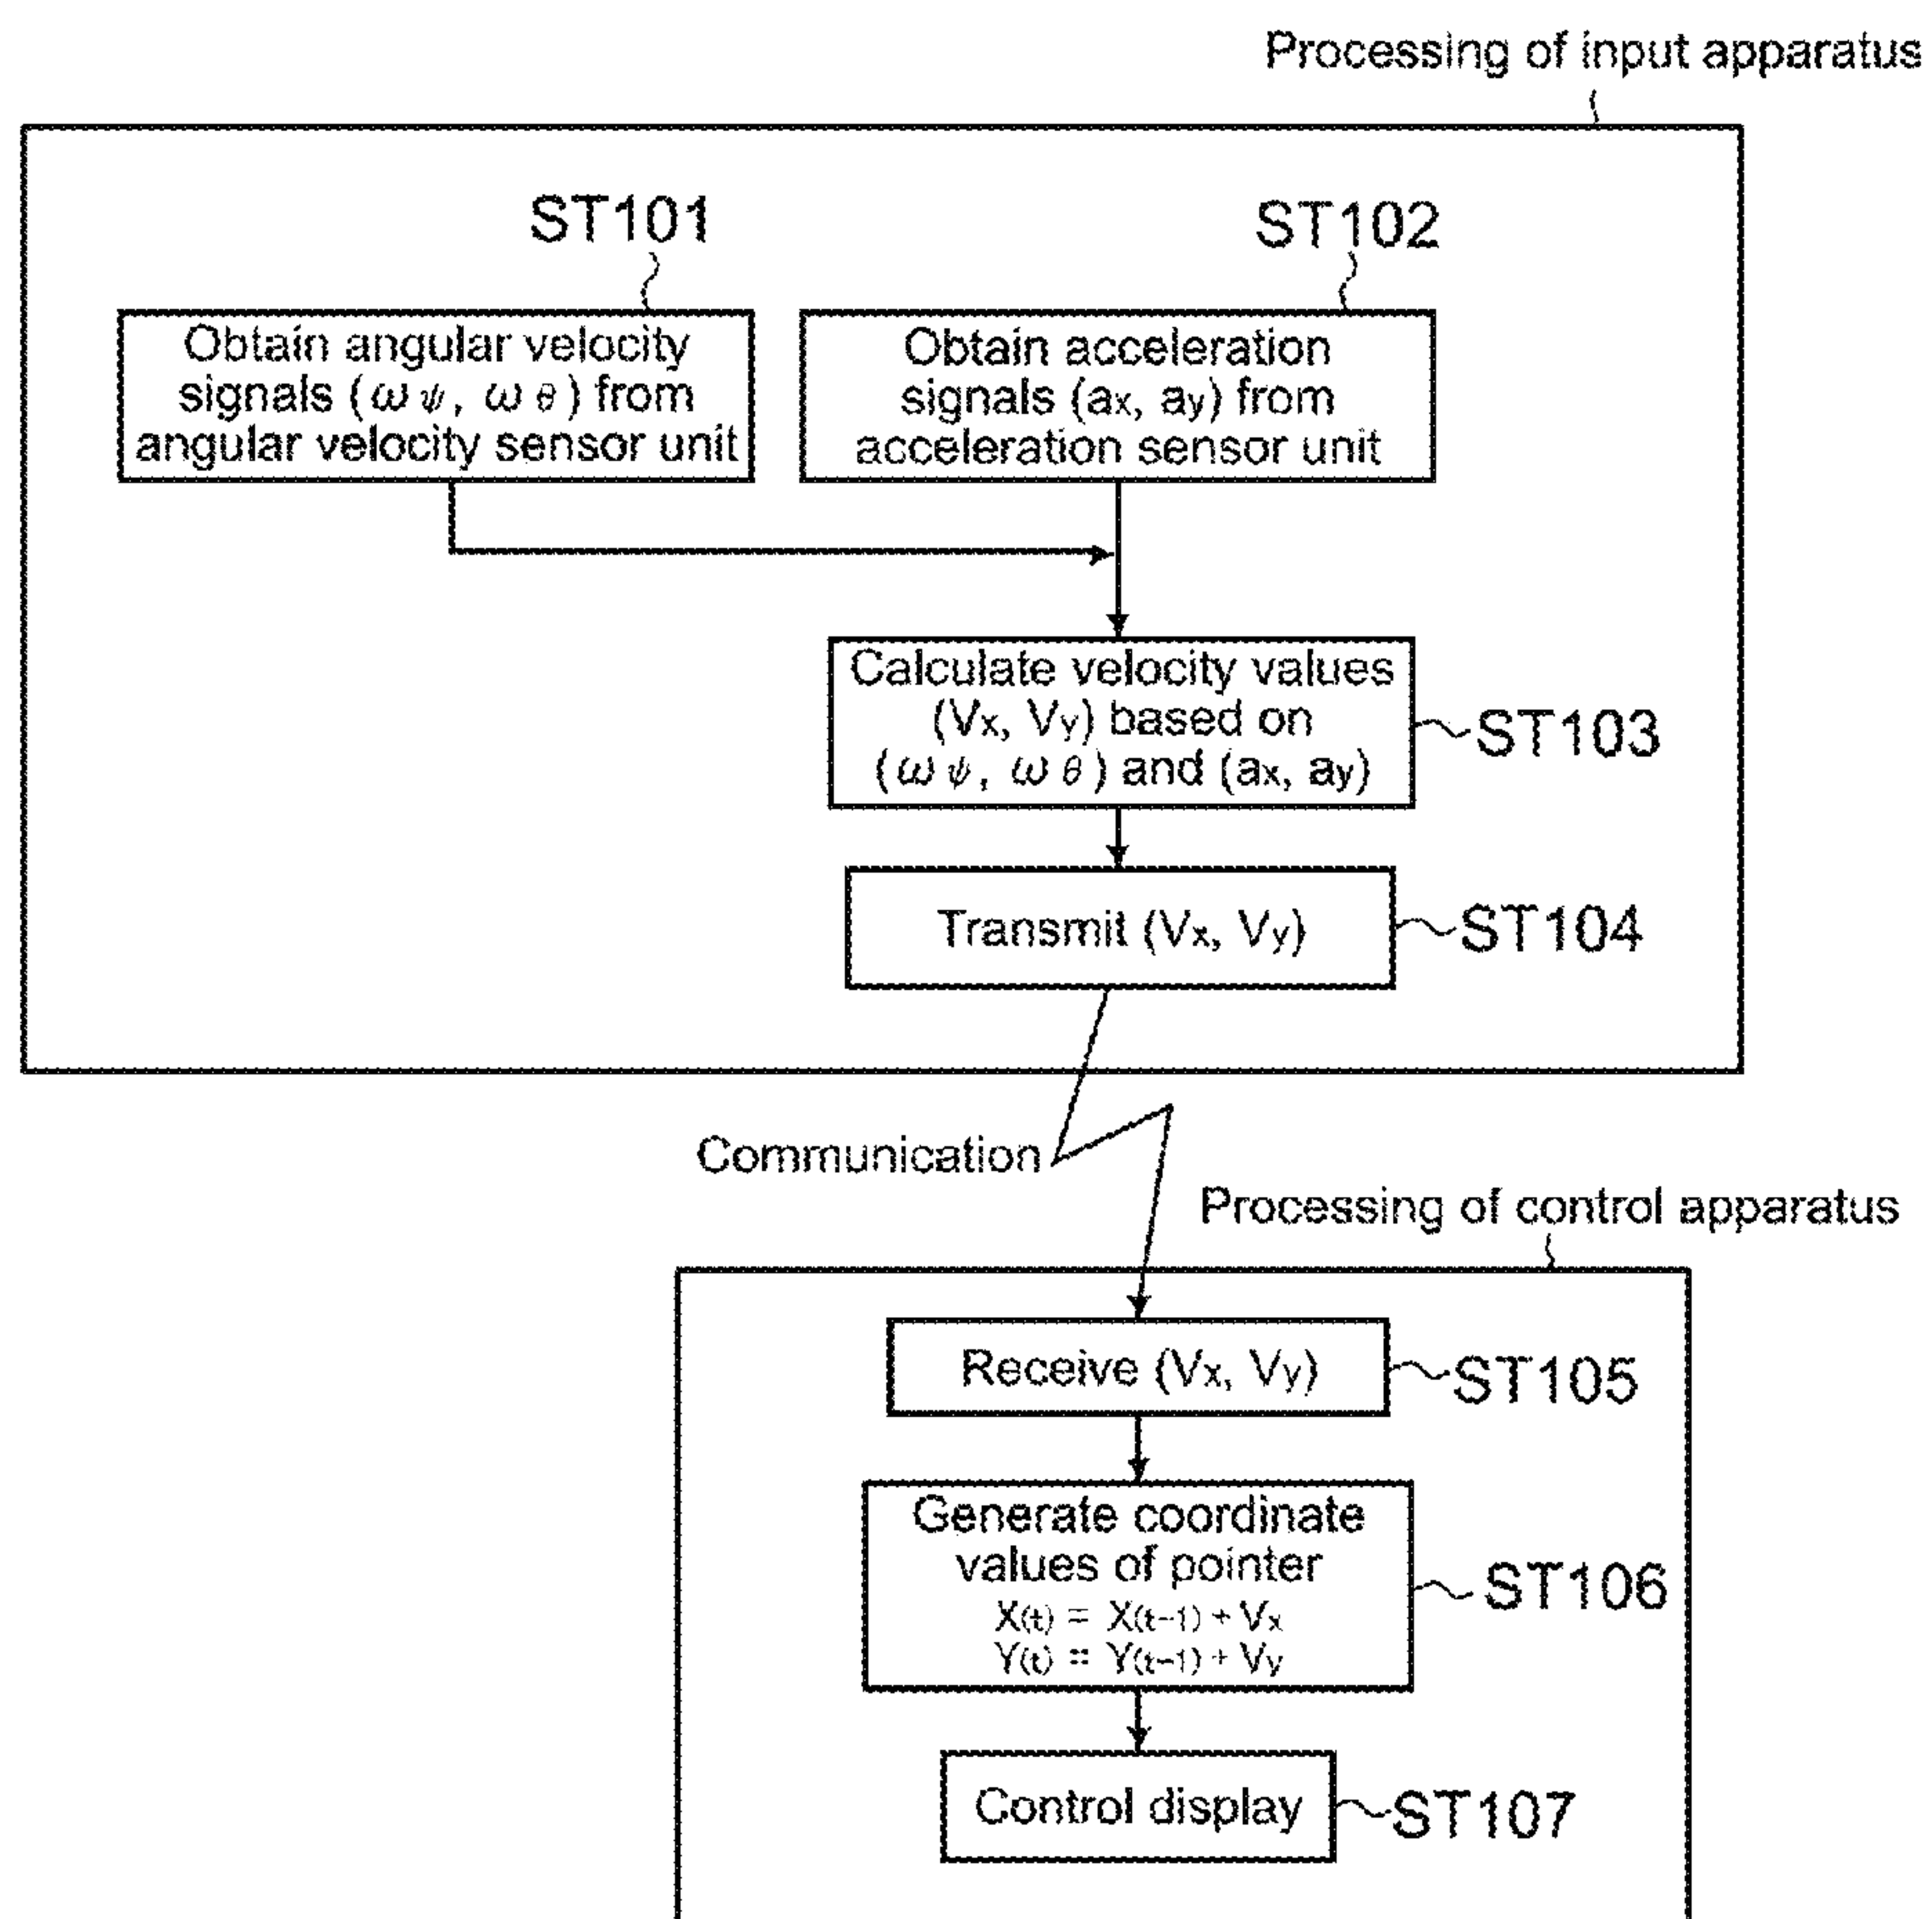 Processing of input apparatus
ST101
ST102
Obtain angular velocity
signals (ωψ, ωθ) from
angular velocity sensor unit
Obtain acceleration
signals (ax, ay) from
acceleration sensor unit
Calculate velocity values
(Vx, Vy) based on
(ωψ, ωθ) and (ax, ay)
ST103
Transmit (Vx, Vy)
ST104
Communication
Processing of control apparatus
Receive (Vx, Vy)
ST105
Generate coordinate
values of pointer
X(t) = X(t-1) + Vx
Y(t) = Y(t-1) + Vy
ST106
Control display
ST107